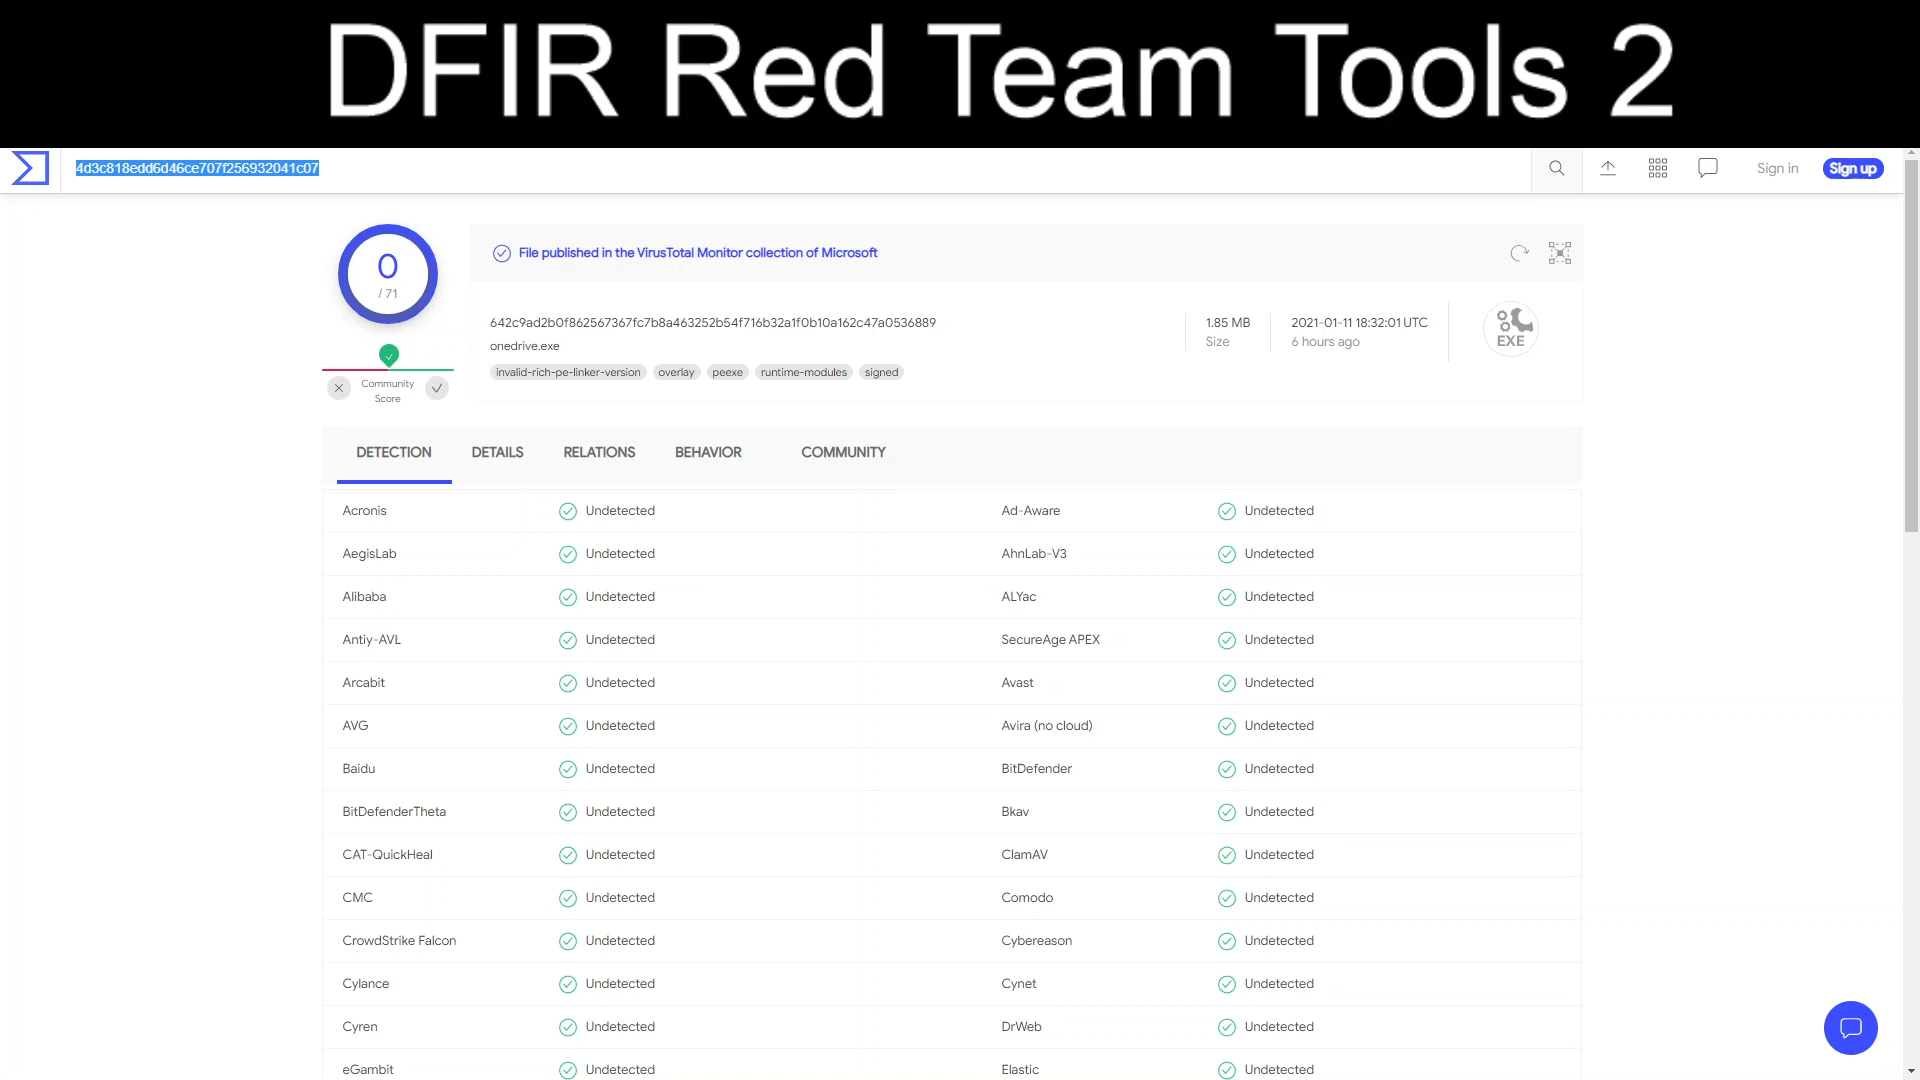 DFIR Red Team Tools 2
4d3c818edd6d46ce707f256932041c07
Sign in
Sign up
0
/ 71
File published in the VirusTotal Monitor collection of Microsoft
642c9ad2b0f862567367fc7b8a463252b54f716b32a1f0b10a162c47a0536889
onedrive.exe
invalid-rich-pe-linker-version overlay peexe runtime-modules signed
1.85 MB
Size
2021-01-11 18:32:01 UTC
6 hours ago
EXE
Community
Score
DETECTION DETAILS RELATIONS BEHAVIOR COMMUNITY
Acronis Undetected Ad-Aware Undetected
AegisLab Undetected AhnLab-V3 Undetected
Alibaba Undetected ALYac Undetected
Antiy-AVL Undetected SecureAge APEX Undetected
Arcabit Undetected Avast Undetected
AVG Undetected Avira (no cloud) Undetected
Baidu Undetected BitDefender Undetected
BitDefenderTheta Undetected Bkav Undetected
CAT-QuickHeal Undetected ClamAV Undetected
CMC Undetected Comodo Undetected
CrowdStrike Falcon Undetected Cybereason Undetected
Cylance Undetected Cynet Undetected
Cyren Undetected DrWeb Undetected
eGambit Undetected Elastic Undetected